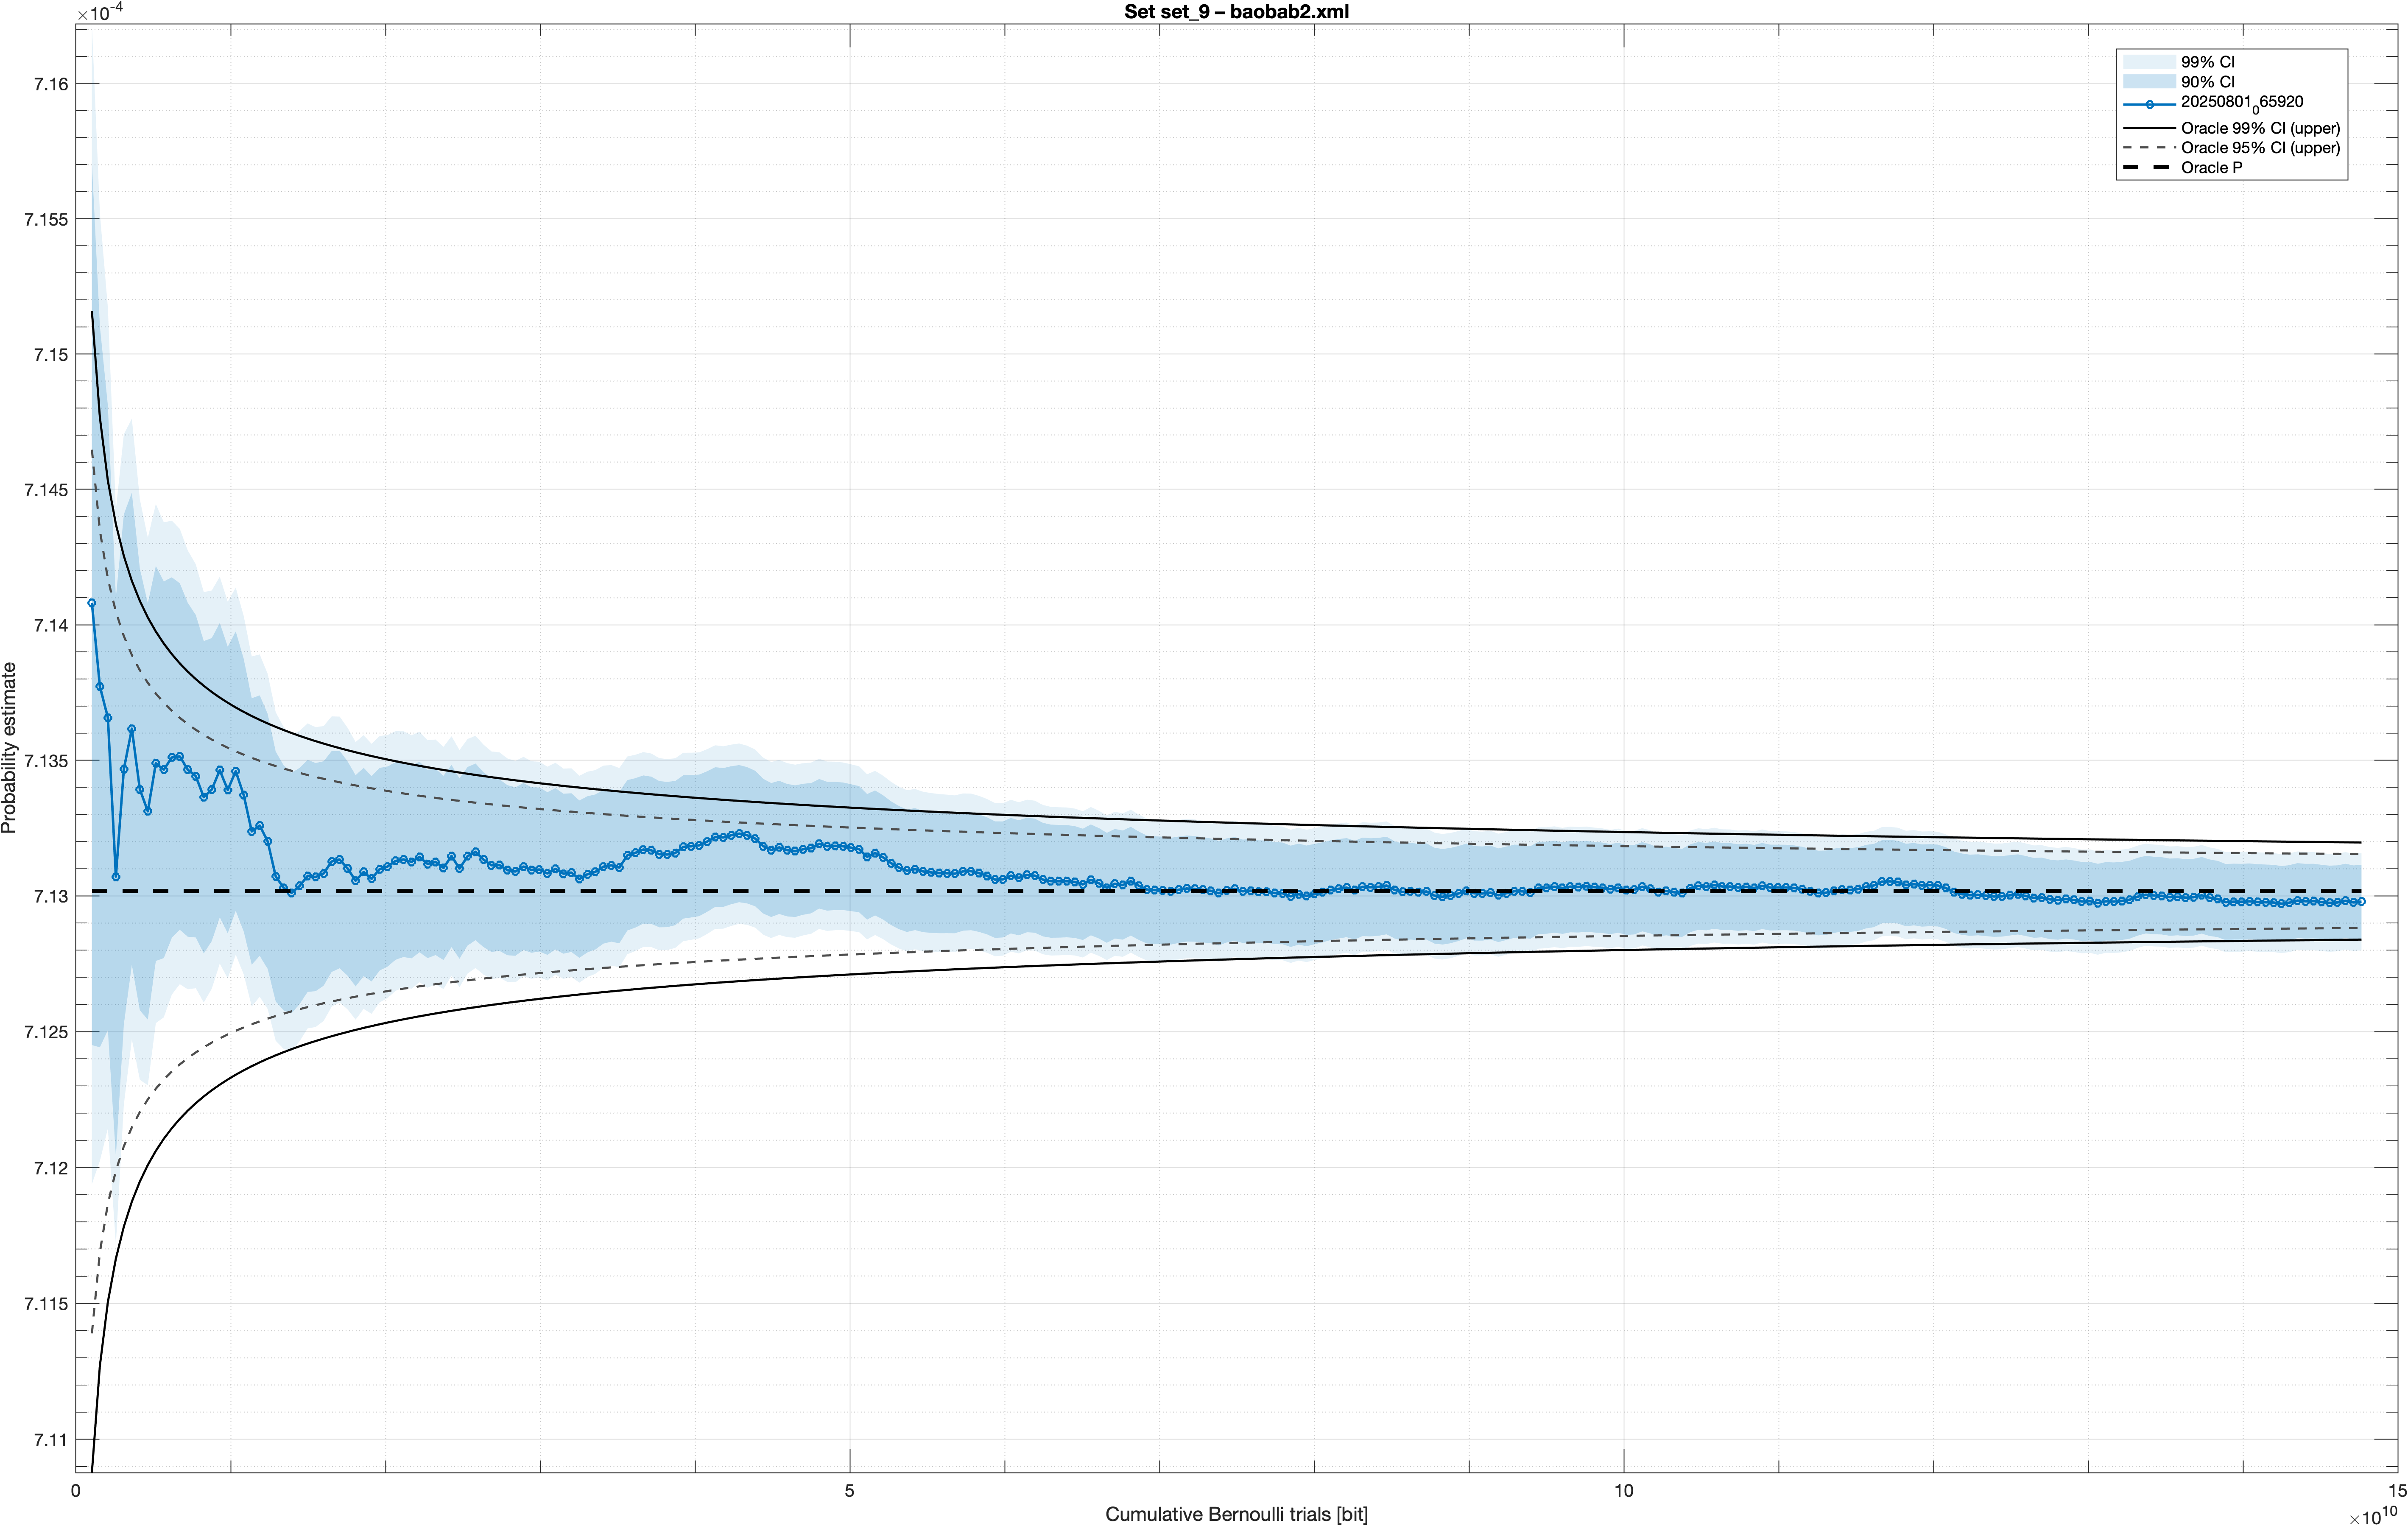 Set set_9 – baobab2.xml
×10-4
7.16
7.155
7.15
7.145
7.14
7.135
7.13
7.125
7.12
7.115
7.11
Probability estimate
99% CI
90% CI
20250801065920
Oracle 99% CI (upper)
Oracle 95% CI (upper)
Oracle P
0
5
10
15
Cumulative Bernoulli trials [bit]
×1010